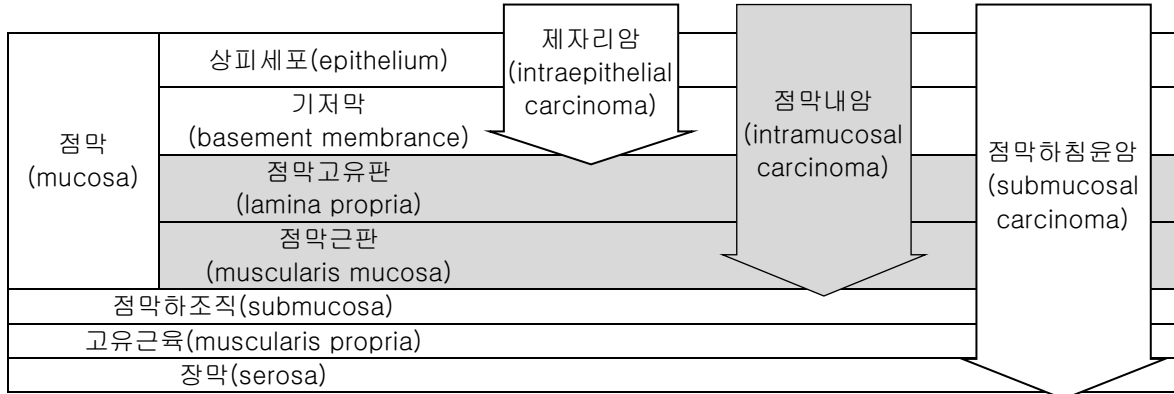 점막
(mucosa)
상피세포(epithelium)
기저막
(basement membrance)
점막고유판
(lamina propria)
점막근판
(muscularis mucosa)
점막하조직(submucosa)
고유근육(muscularis propria)
장막(serosa)
제자리암
(intraepithelial
carcinoma)
점막내암
(intramucosal
carcinoma)
점막하침윤암
(submucosal
carcinoma)